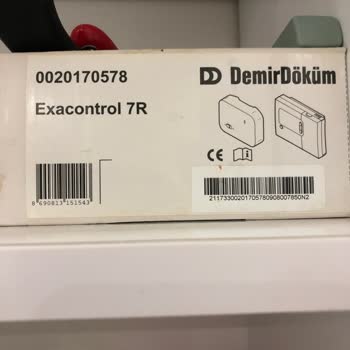 0020170578
DemirDöküm
Exacontrol 7R
CE
8 690813 151543
21173300201705780908007850N2